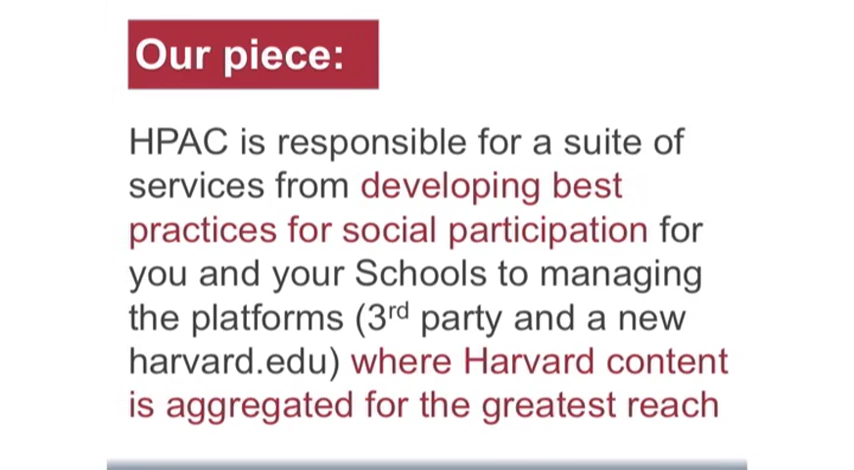 Our piece:
HPAC is responsible for a suite of
services from developing best
practices for social participation for
you and your Schools to managing
the platforms (3rd party and a new
harvard.edu) where Harvard content
is aggregated for the greatest reach